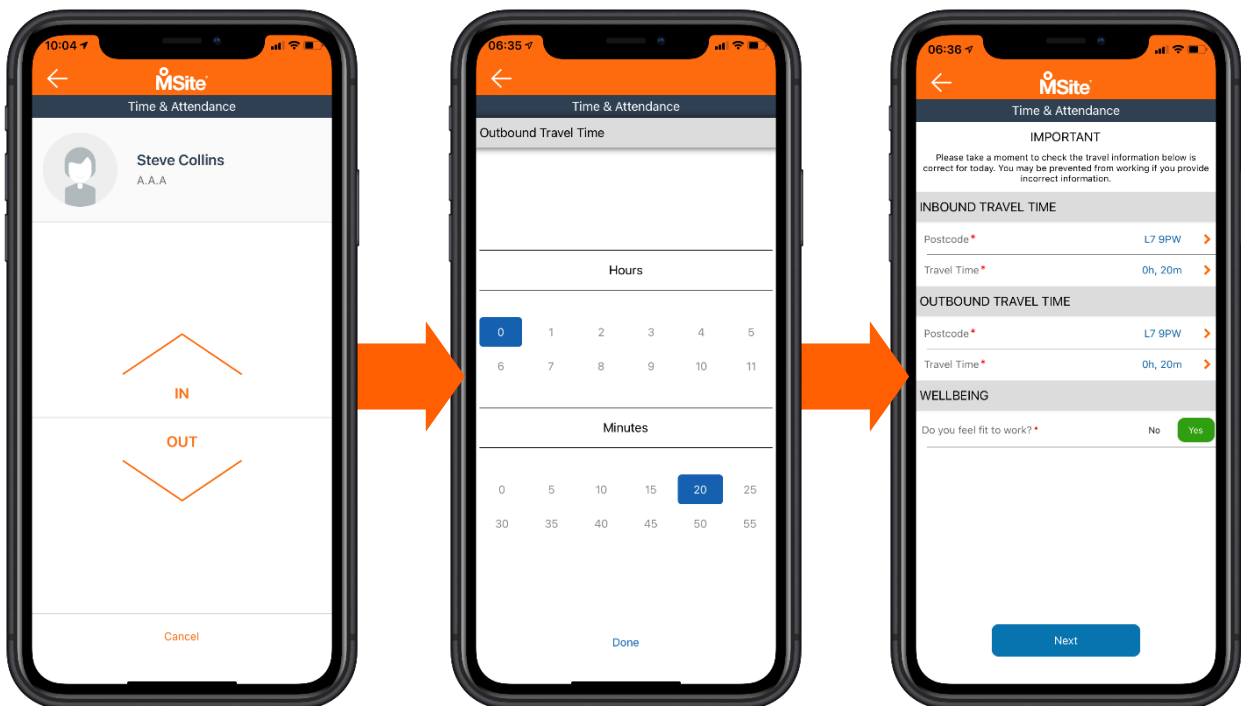 10:04
MSite
Time & Attendance
Steve Collins
A.A.A
IN
OUT
Cancel
06:35
Time & Attendance
Outbound Travel Time
Hours
0 1 2 3 4 5
6 7 8 9 10 11
Minutes
0 5 10 15 20 25
30 35 40 45 50 55
Done
06:36
MSite
Time & Attendance
IMPORTANT
Please take a moment to check the travel information below is
correct for today. You may be prevented from working if you provide
incorrect information.
INBOUND TRAVEL TIME
Postcode * L7 9PW
Travel Time * 0h, 20m
OUTBOUND TRAVEL TIME
Postcode * L7 9PW
Travel Time * 0h, 20m
WELLBEING
Do you feel fit to work? * No Yes
Next